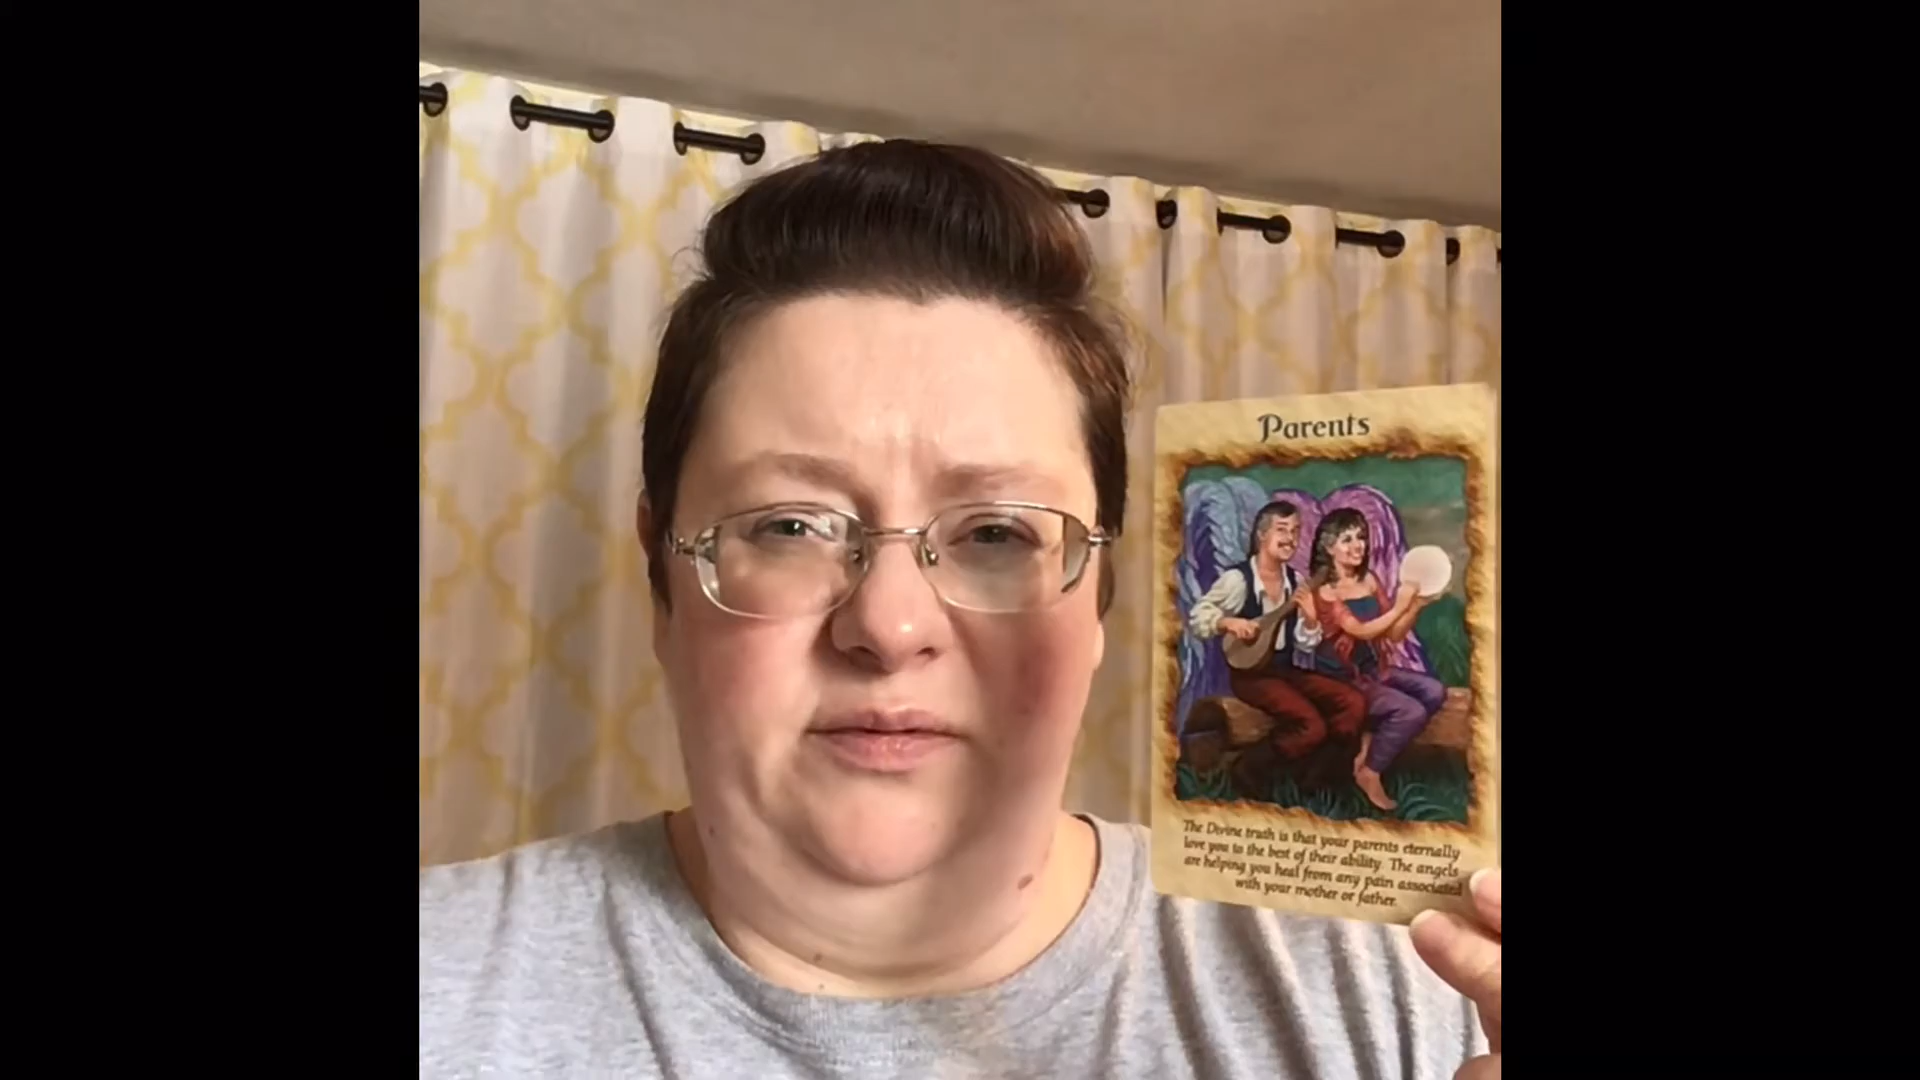 Parents
The Divine truth is that your parents eternally
love you to the best of their ability. The angels
are helping you heal from any pain associated
with your mother or father.